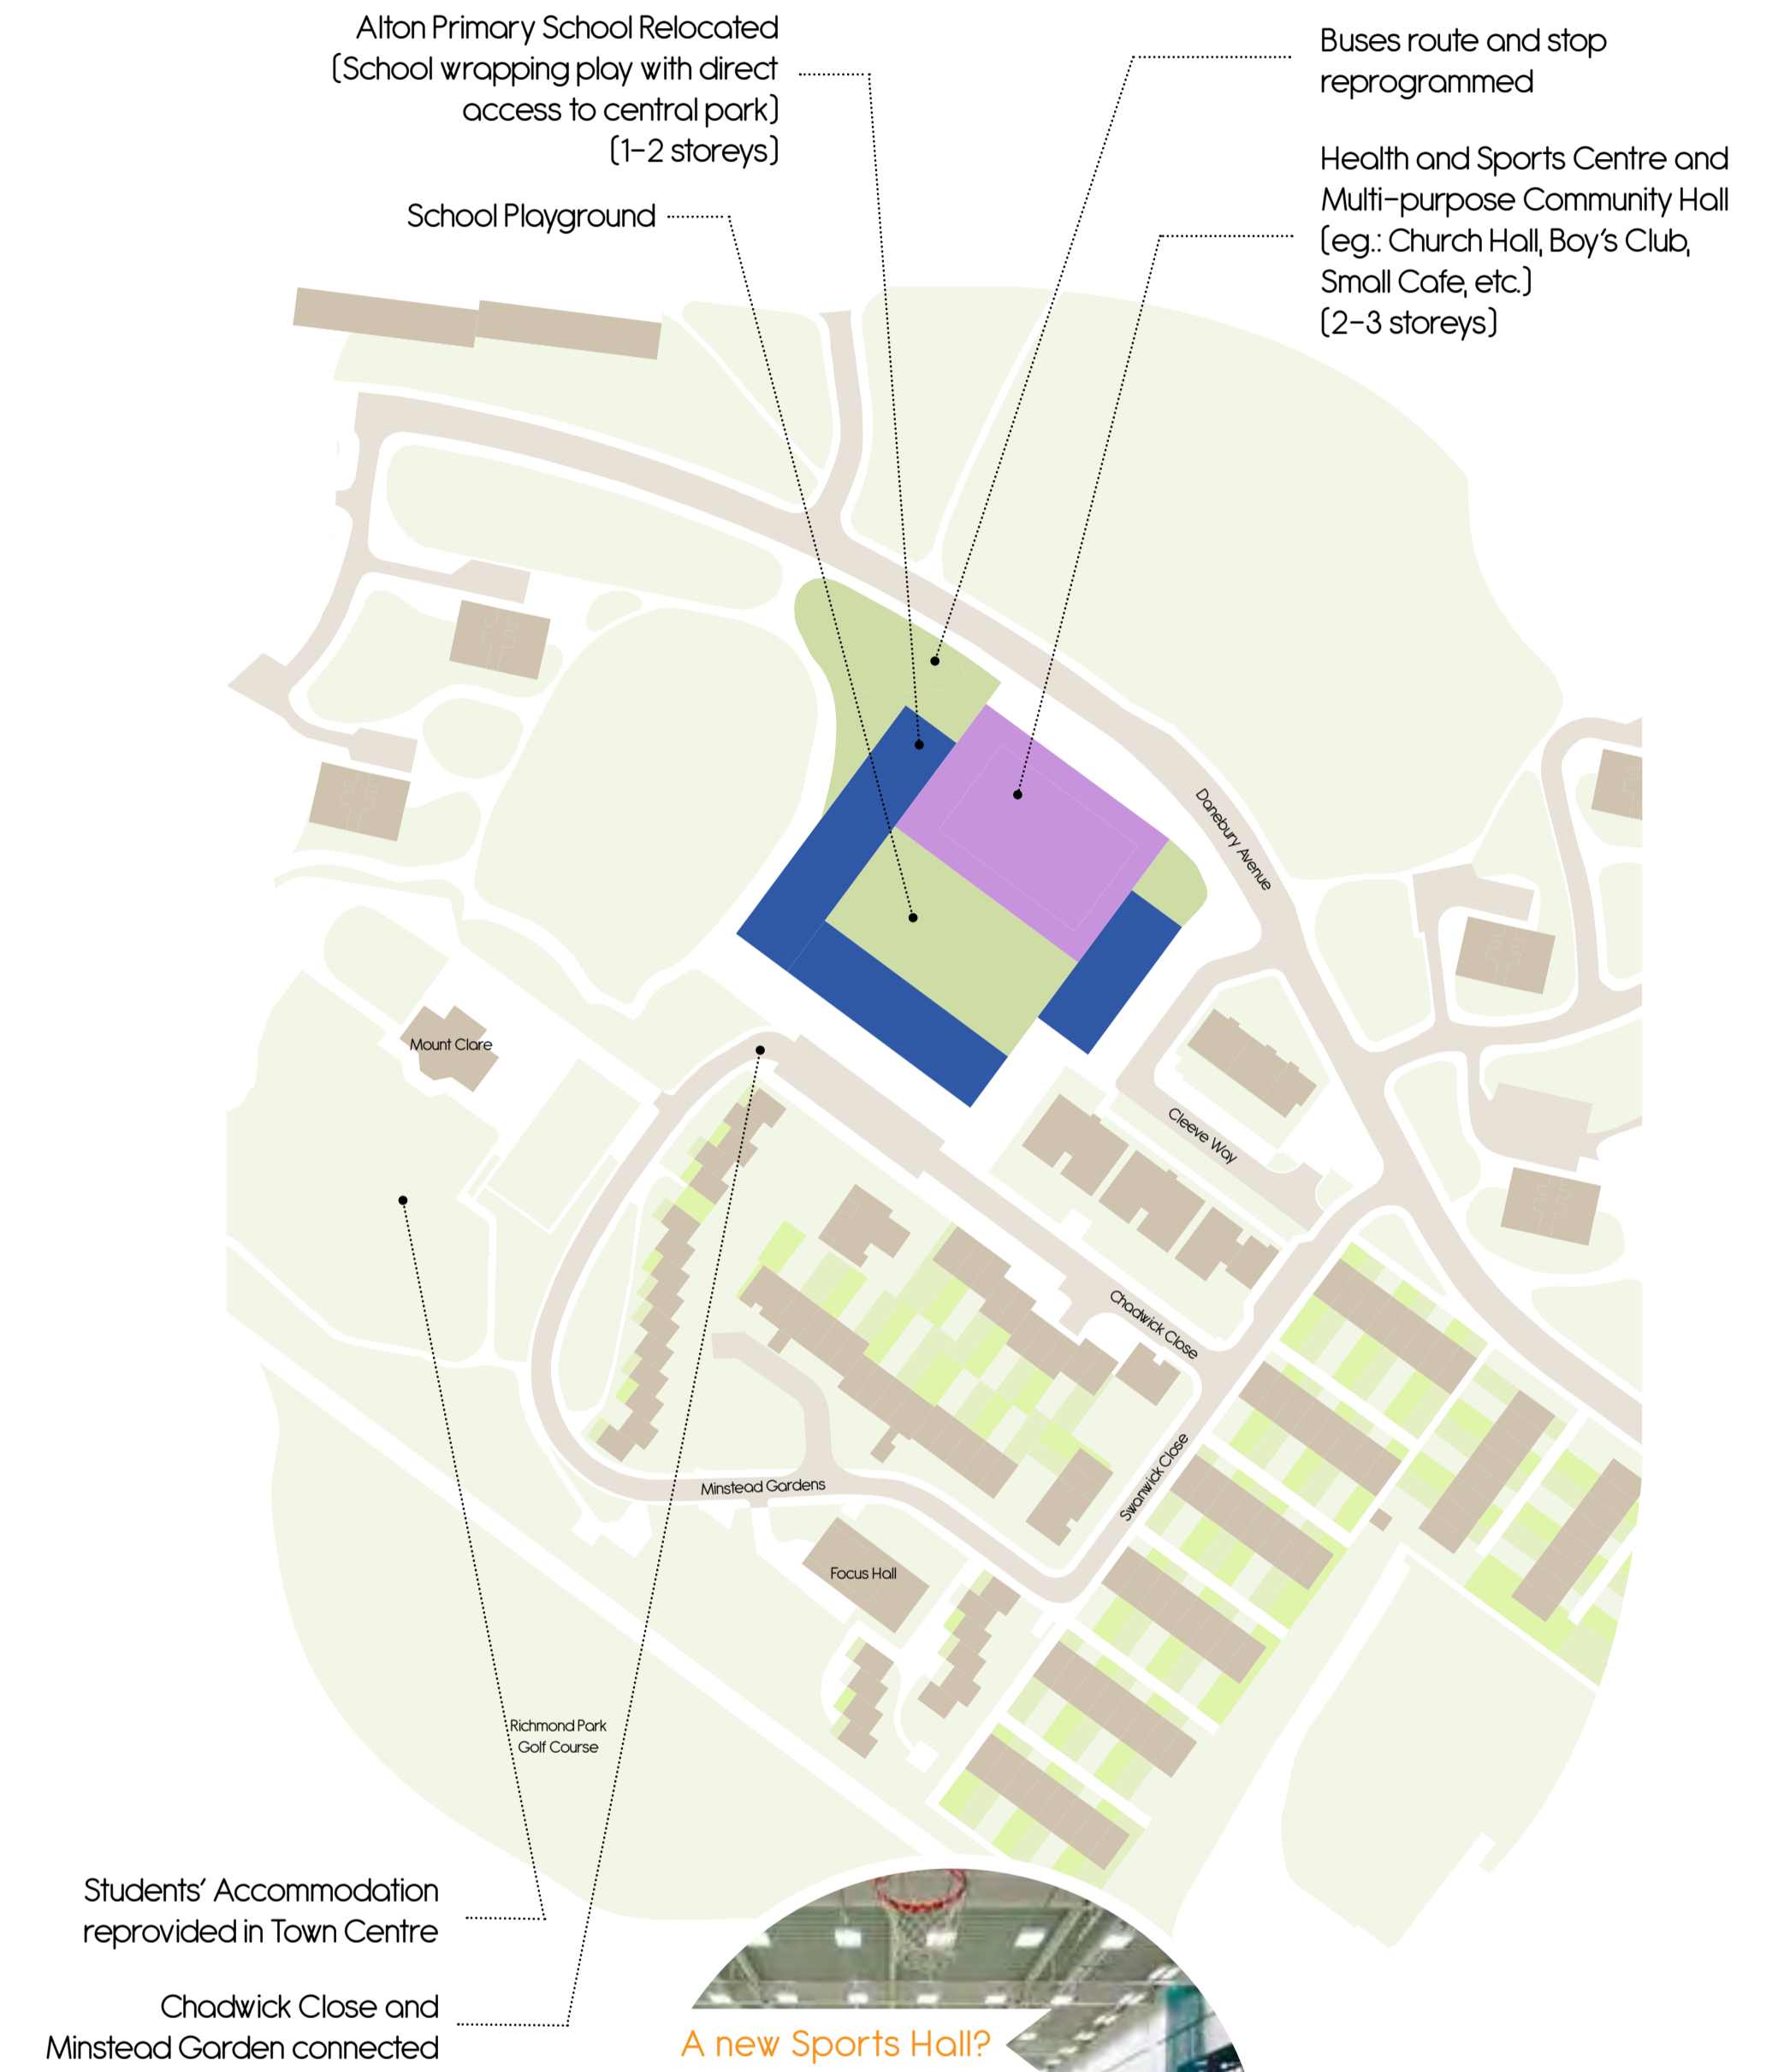 Alton Primary School Relocated
(School wrapping play with direct
access to central park)
(1-2 storeys)
School Playground
Buses route and stop
reprogrammed
Health and Sports Centre and
Multi-purpose Community Hall
(eg.: Church Hall, Boy's Club,
Small Cafe, etc.)
(2-3 storeys)
Danebury Avenue
Mount Clare
Cleeve Way
Chadwick Close
Swanwick Close
Minstead Gardens
Focus Hall
Richmond Park
Golf Course
Students' Accommodation
reprovided in Town Centre
Chadwick Close and
Minstead Garden connected
A new Sports Hall?